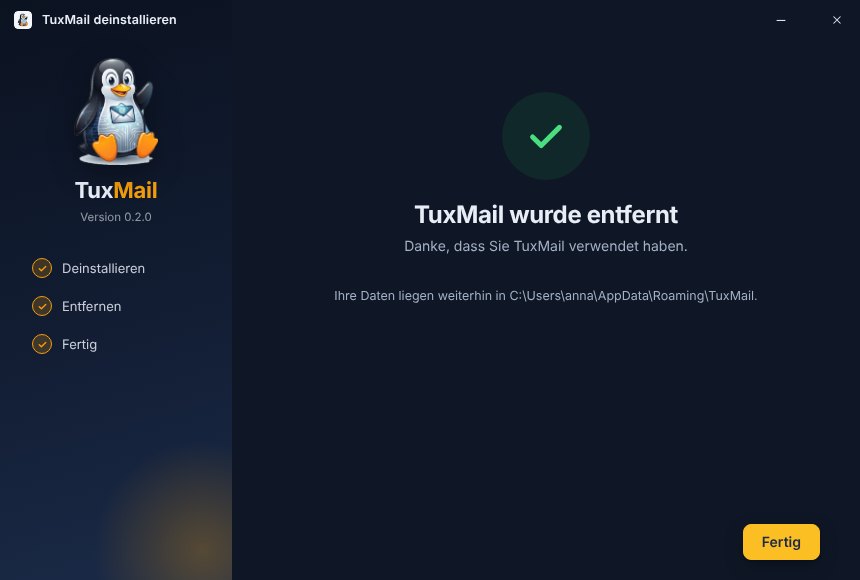 TuxMail deinstallieren
TuxMail
Version 0.2.0
Deinstallieren
Entfernen
Fertig
TuxMail wurde entfernt
Danke, dass Sie TuxMail verwendet haben.
Ihre Daten liegen weiterhin in C:\Users\anna\AppData\Roaming\TuxMail.
Fertig